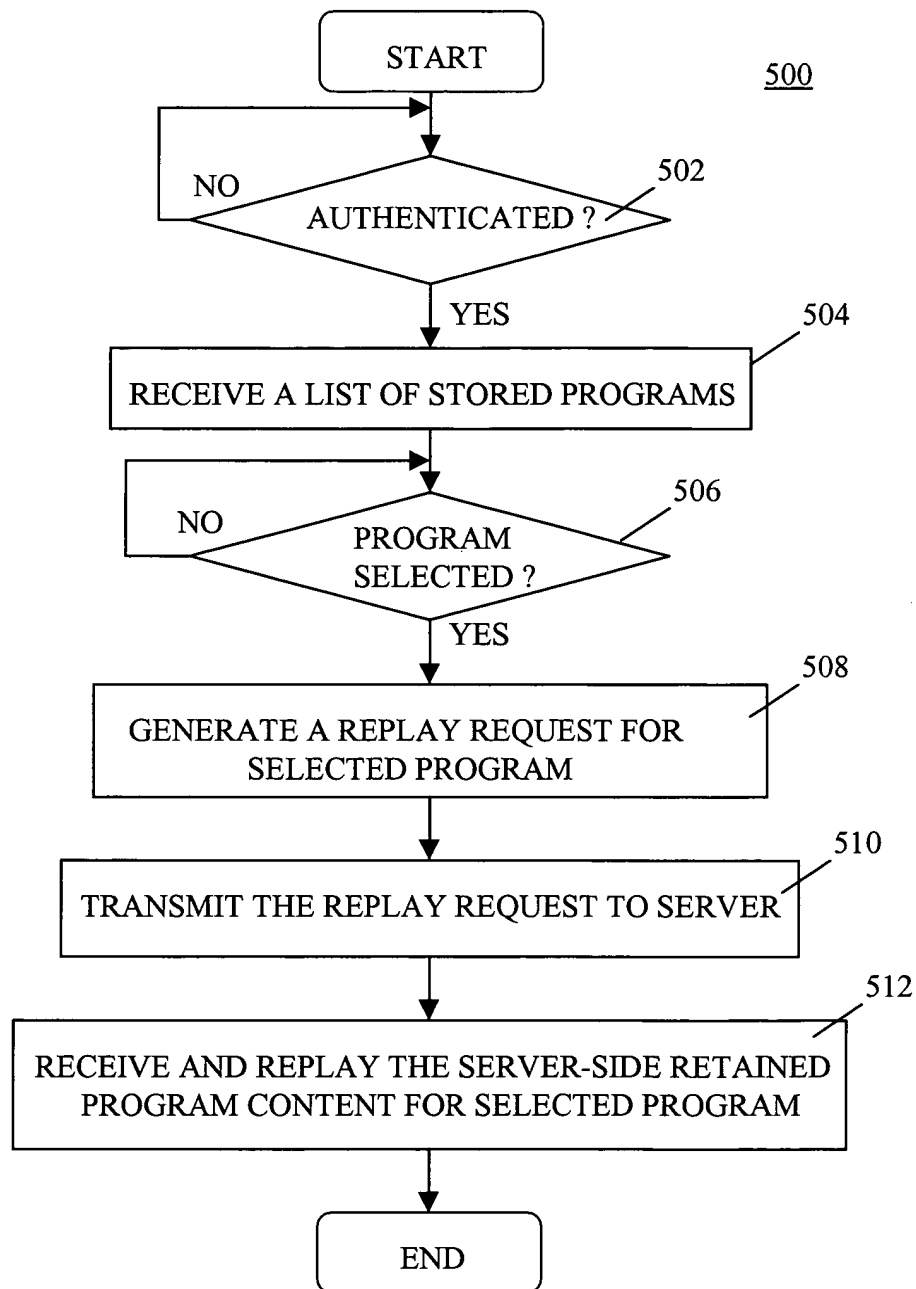 START
500
NO
502
AUTHENTICATED ?
YES
504
RECEIVE A LIST OF STORED PROGRAMS
NO
506
PROGRAM
SELECTED ?
YES
508
GENERATE A REPLAY REQUEST FOR
SELECTED PROGRAM
510
TRANSMIT THE REPLAY REQUEST TO SERVER
512
RECEIVE AND REPLAY THE SERVER-SIDE RETAINED
PROGRAM CONTENT FOR SELECTED PROGRAM
END